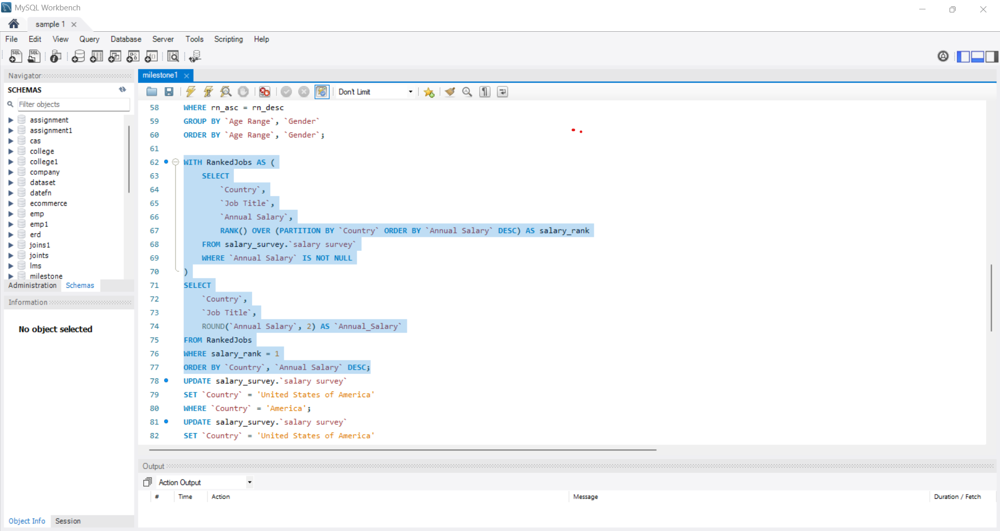 MySQL Workbench
sample 1
File Edit View Query Database Server Tools Scripting Help
Navigator
milestone1
SCHEMAS
Don't Limit
Filter objects
assignment
assignment1
cas
college
college1
company
dataset
datefn
ecommerce
emp
emp1
erd
joins1
joints
lms
milestone
Administration Schemas
Information
No object selected
Object Info Session
58 WHERE rn_asc = rn_desc
59 GROUP BY `Age Range`, `Gender`
60 ORDER BY `Age Range`, `Gender`;
61
62 WITH RankedJobs AS (
63 SELECT
64 `Country`,
65 `Job Title`,
66 `Annual Salary`,
67 RANK() OVER (PARTITION BY `Country` ORDER BY `Annual Salary` DESC) AS salary_rank
68 FROM salary_survey.`salary survey`
69 WHERE `Annual Salary` IS NOT NULL
70 )
71 SELECT
72 `Country`,
73 `Job Title`,
74 ROUND(`Annual Salary`, 2) AS `Annual_Salary`
75 FROM RankedJobs
76 WHERE salary_rank = 1
77 ORDER BY `Country`, `Annual Salary` DESC;
78 UPDATE salary_survey.`salary survey`
79 SET `Country` = 'United States of America'
80 WHERE `Country` = 'America';
81 UPDATE salary_survey.`salary survey`
82 SET `Country` = 'United States of America'
Output
Action Output
# Time Action Message Duration / Fetch